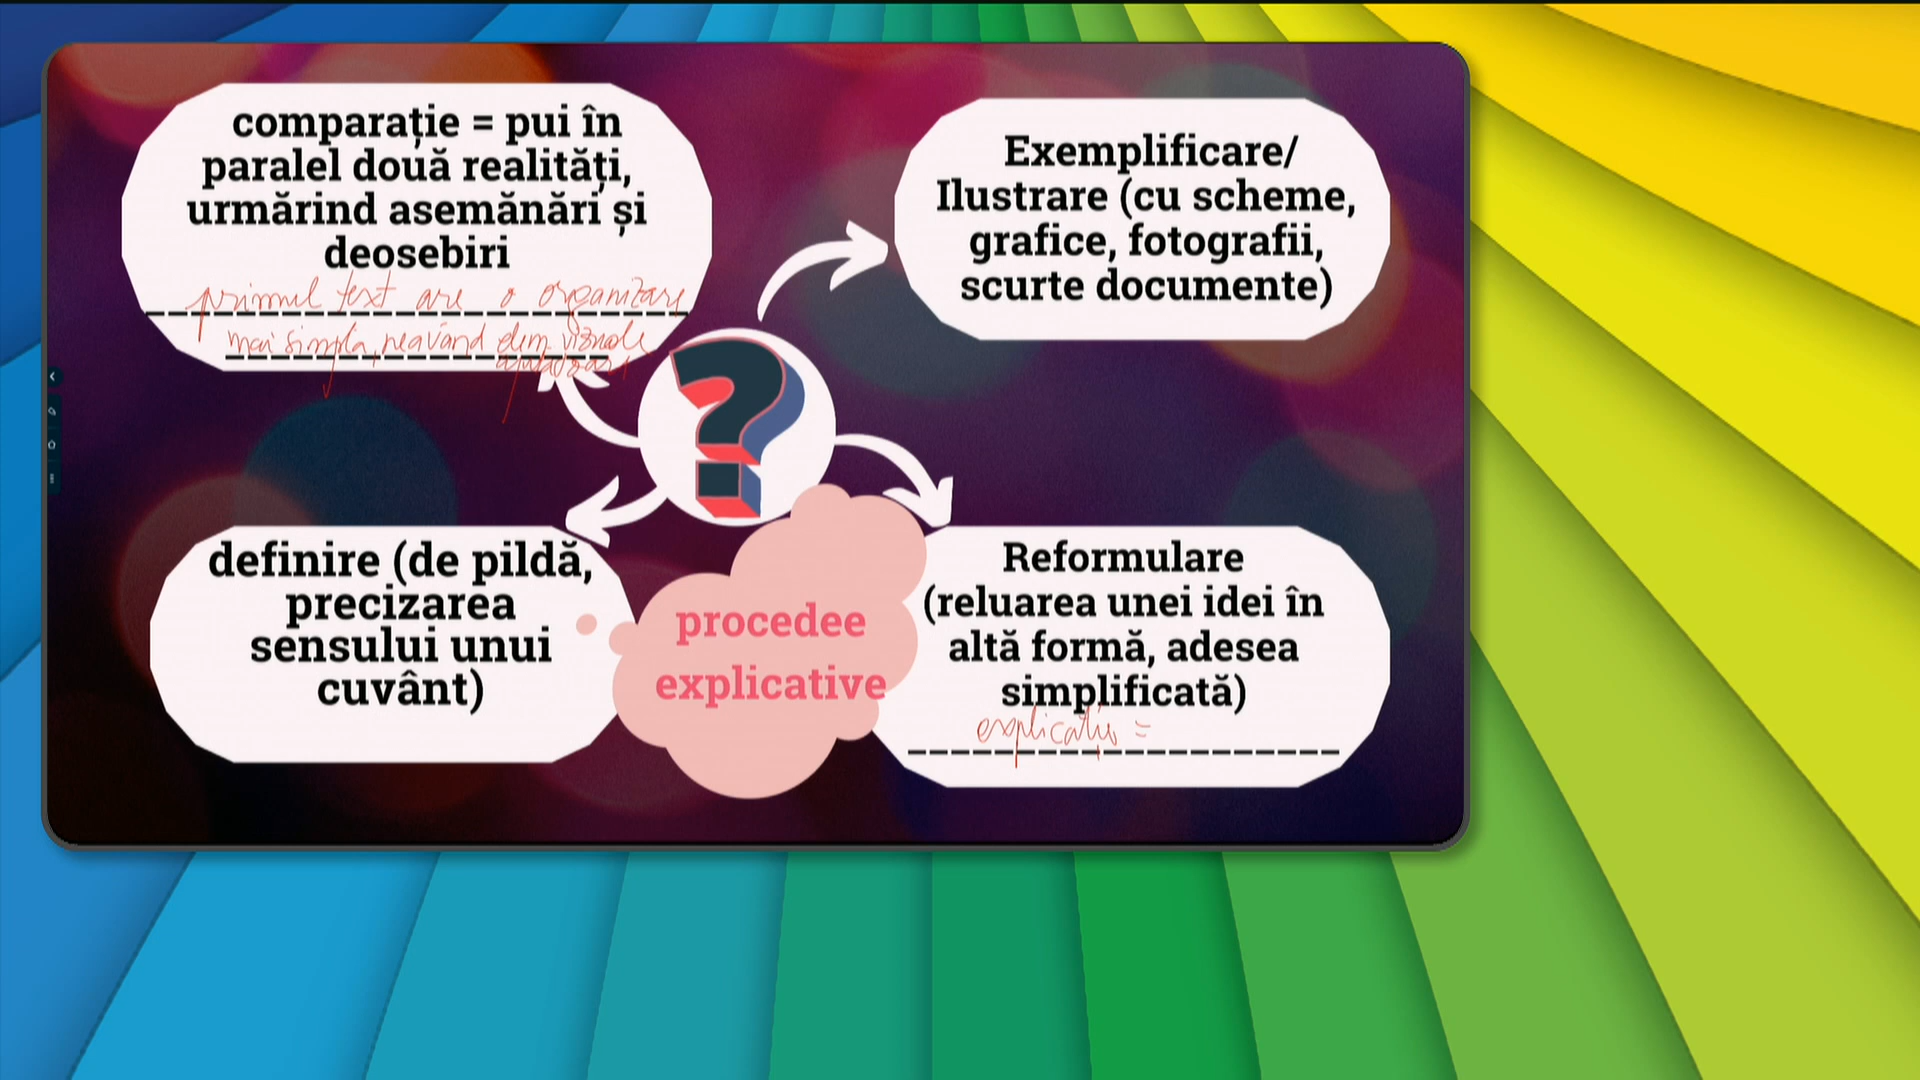 comparație = pui în
paralel două realități,
urmărind asemănări și
deosebiri
primul text are o organizare
mai simplă, neavând elem. vizuale
ajutătoare
Exemplificare/
Ilustrare (cu scheme,
grafice, fotografii,
scurte documente)
definire (de pildă,
precizarea
sensului unui
cuvânt)
procedee
explicative
Reformulare
(reluarea unei idei în
altă formă, adesea
simplificată)
explicativ =